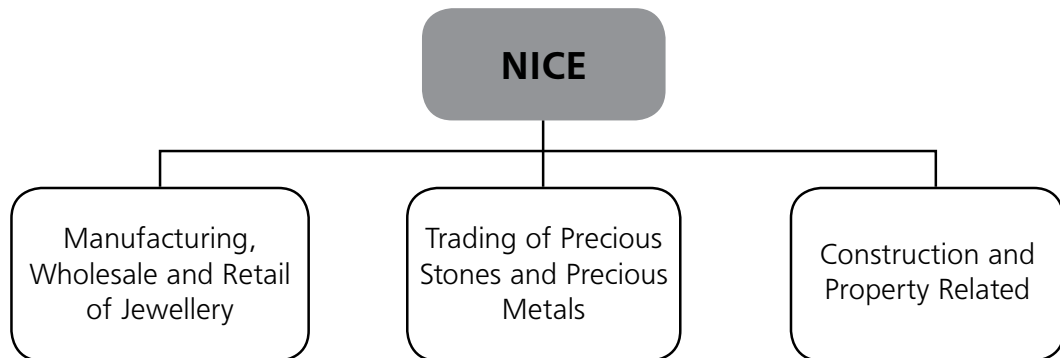 NICE
Manufacturing,
Wholesale and Retail
of Jewellery
Trading of Precious
Stones and Precious
Metals
Construction and
Property Related